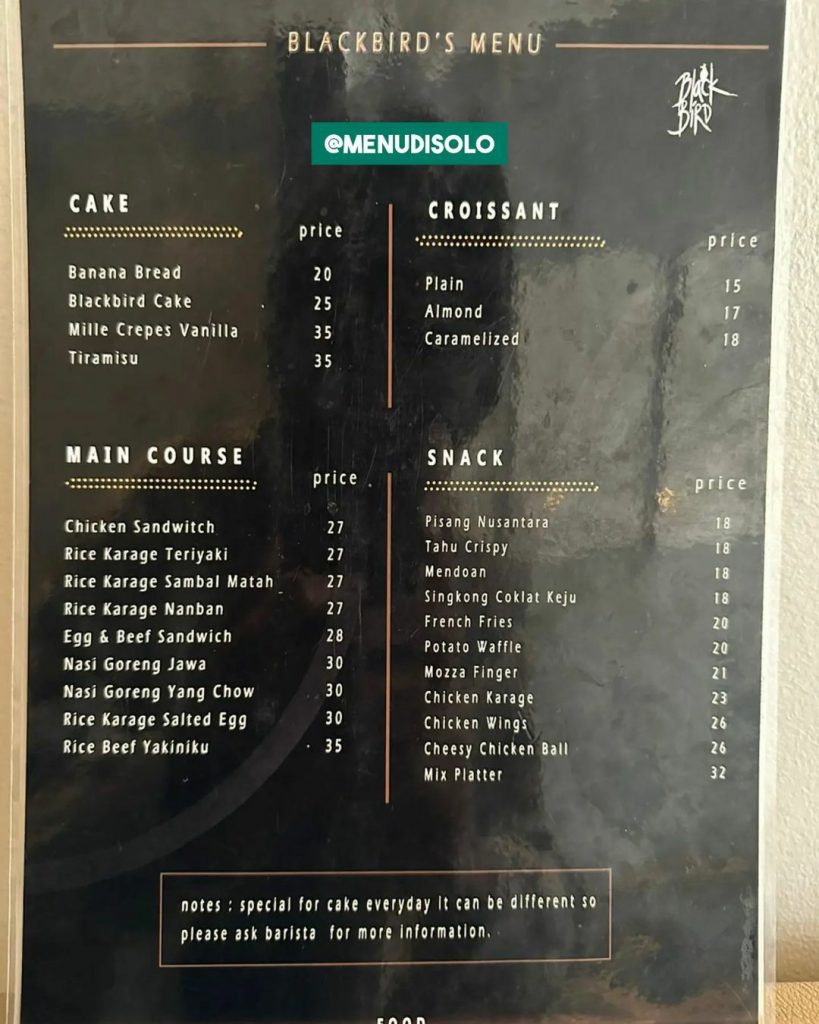 BLACKBIRD'S MENU
Black
BIRD
@MENUDISOLO
CAKE
price
Banana Bread 20
Blackbird Cake 25
Mille Crepes Vanilla 35
Tiramisu 35
CROISSANT
price
Plain 15
Almond 17
Caramelized 18
MAIN COURSE
price
Chicken Sandwitch 27
Rice Karage Teriyaki 27
Rice Karage Sambal Matah 27
Rice Karage Nanban 27
Egg & Beef Sandwich 28
Nasi Goreng Jawa 30
Nasi Goreng Yang Chow 30
Rice Karage Salted Egg 30
Rice Beef Yakiniku 35
SNACK
price
Pisang Nusantara 18
Tahu Crispy 18
Mendoan 18
Singkong Coklat Keju 18
French Fries 20
Potato Waffle 20
Mozza Finger 21
Chicken Karage 23
Chicken Wings 26
Cheesy Chicken Ball 26
Mix Platter 32
notes : special for cake everyday it can be different so
please ask barista for more information.
FOOD